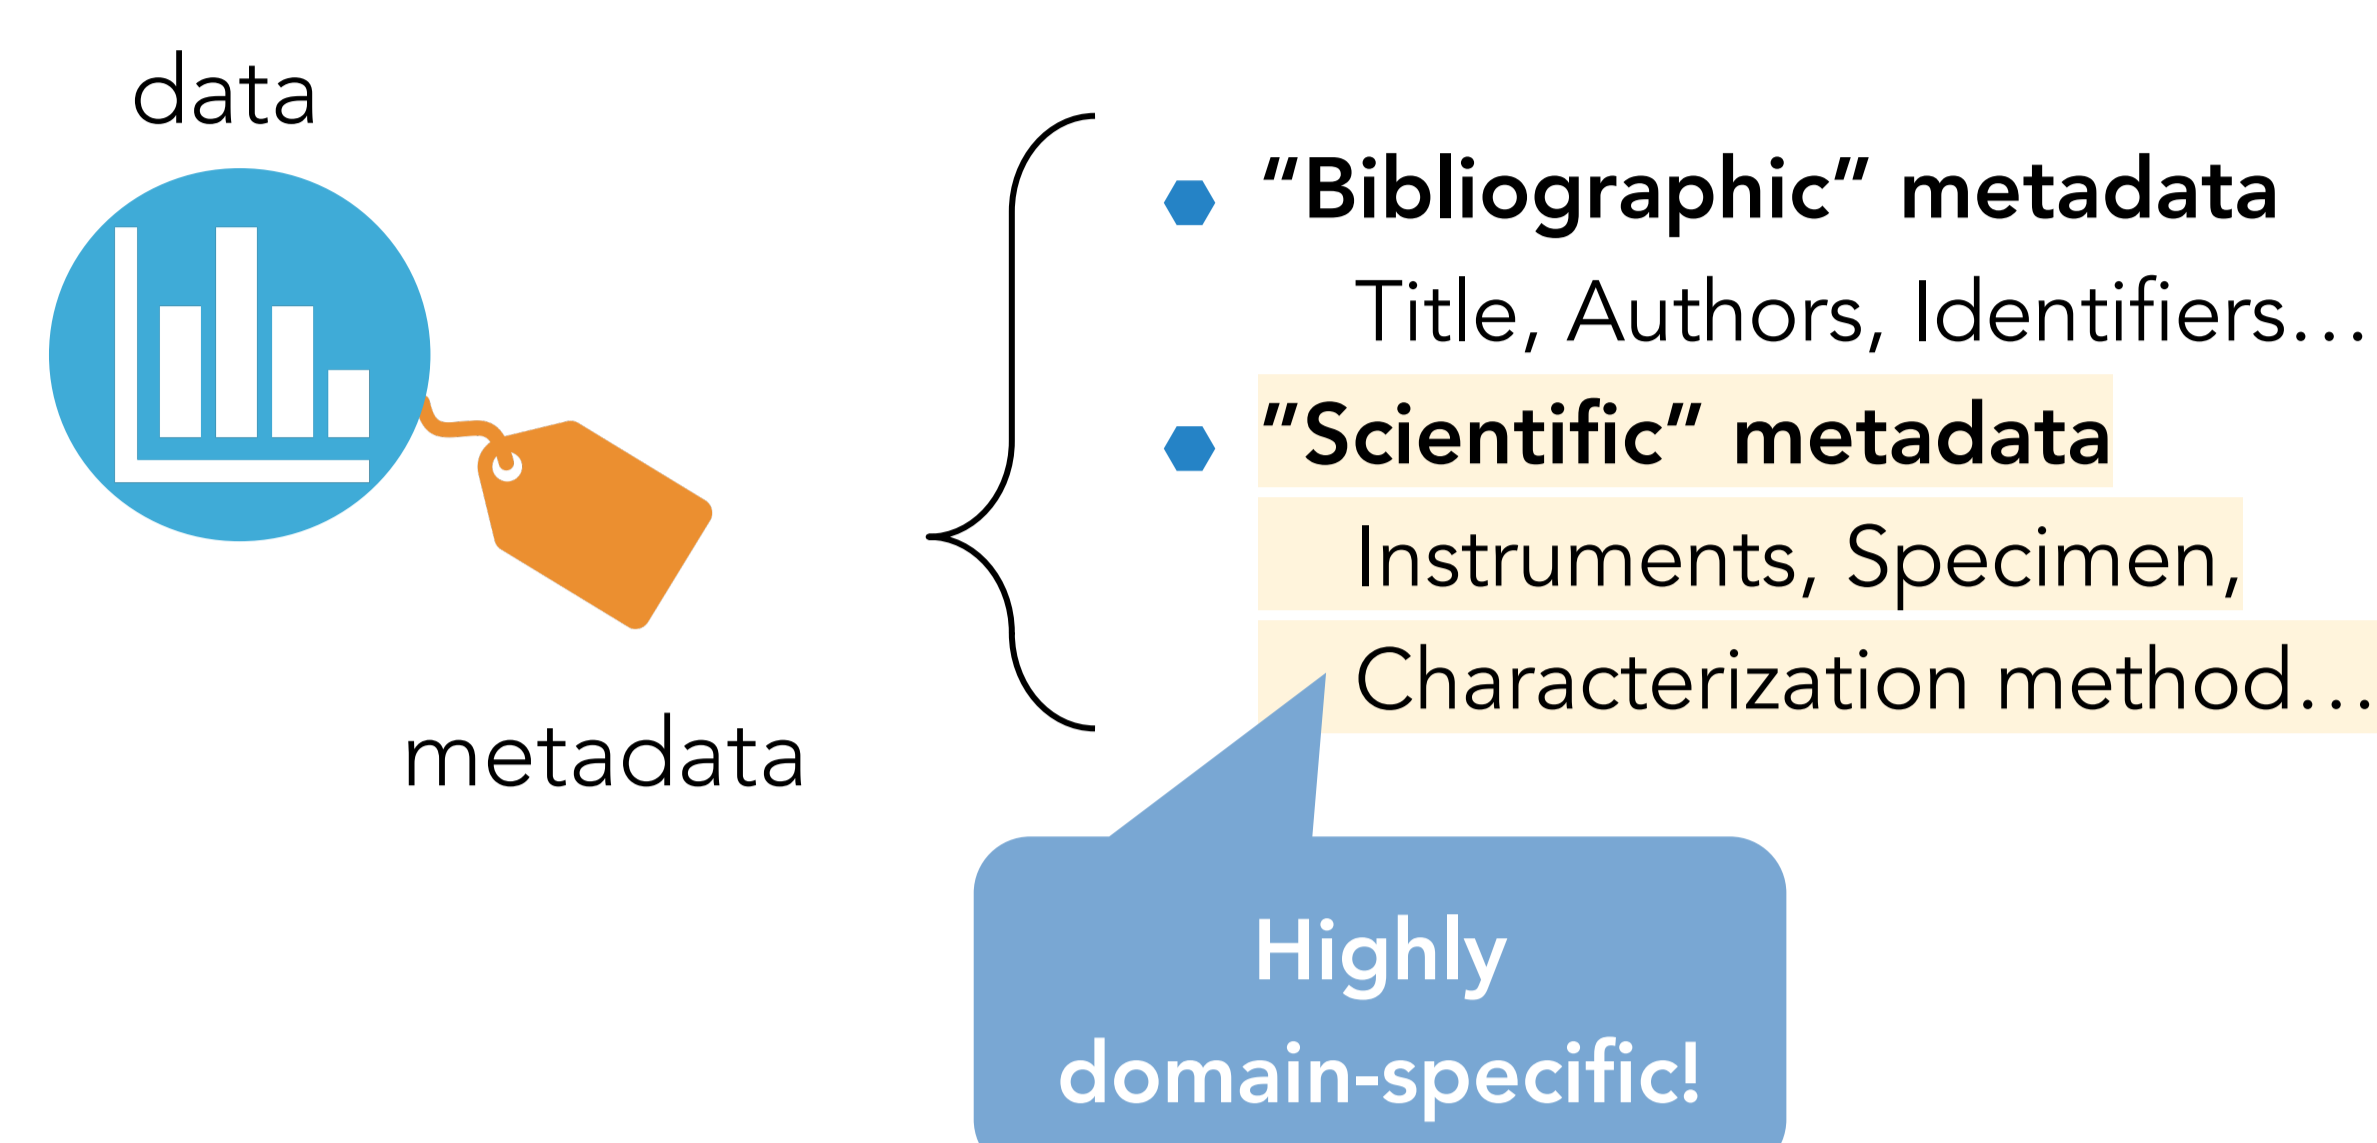 data
metadata
"Bibliographic" metadata
Title, Authors, Identifiers...
"Scientific" metadata
Instruments, Specimen,
Characterization method...
Highly
domain-specific!